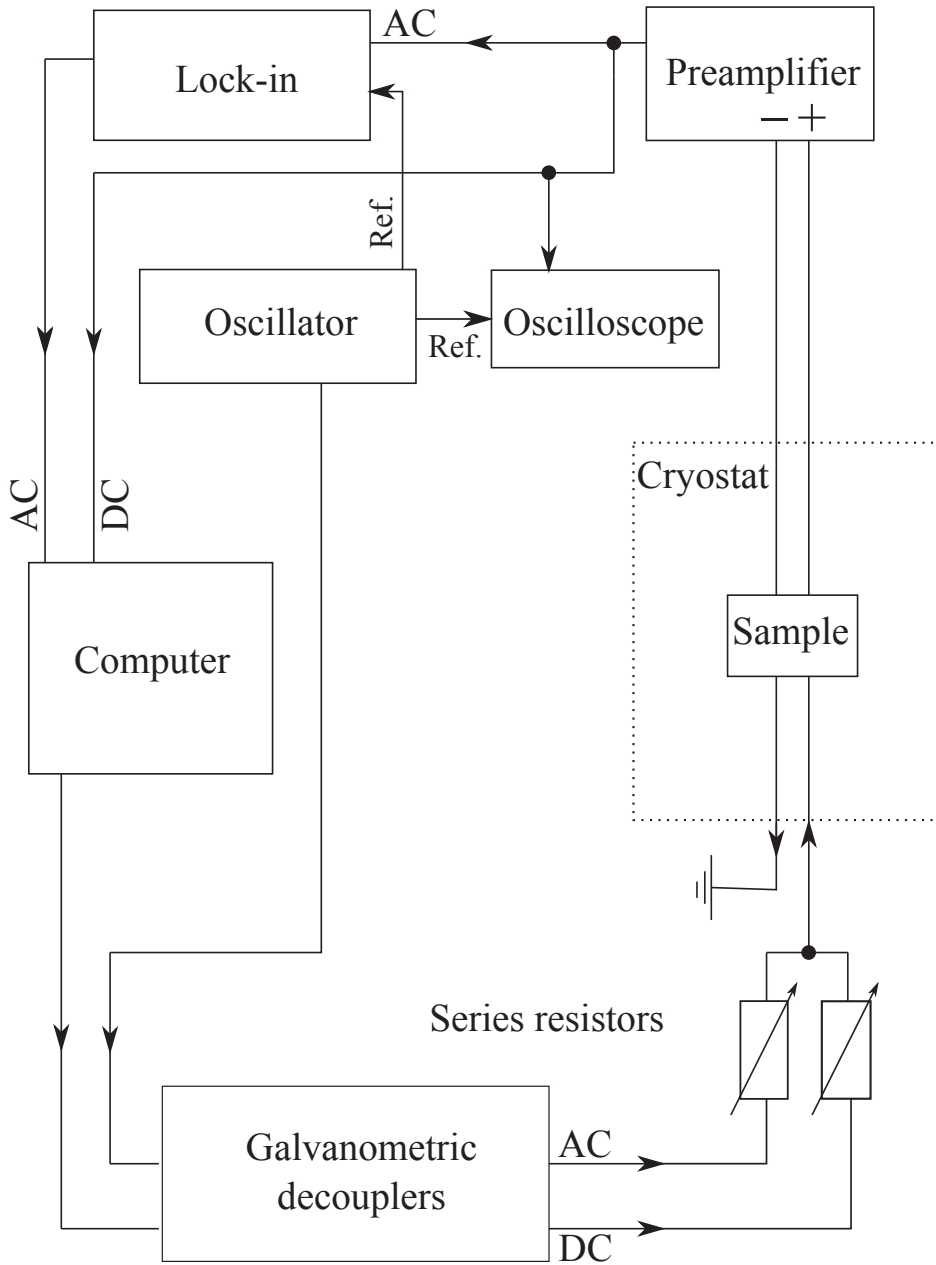 AC
Lock-in
Preamplifier
− +
Ref.
Oscillator
Oscilloscope
Ref.
Cryostat
AC
DC
Sample
Computer
Series resistors
Galvanometric
decouplers
AC
DC